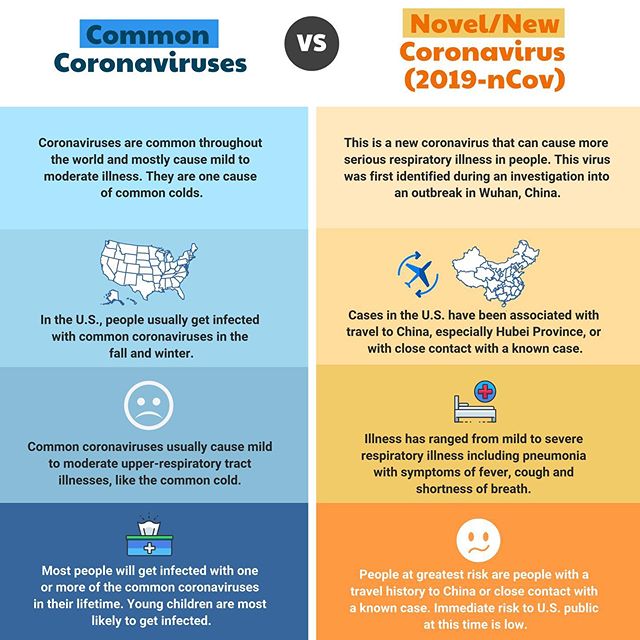 Common
Coronaviruses
VS
Novel/New
Coronavirus
(2019-nCov)
Coronaviruses are common throughout
the world and mostly cause mild to
moderate illness. They are one cause
of common colds.
This is a new coronavirus that can cause more
serious respiratory illness in people. This virus
was first identified during an investigation into
an outbreak in Wuhan, China.
In the U.S., people usually get infected
with common coronaviruses in the
fall and winter.
Cases in the U.S. have been associated with
travel to China, especially Hubei Province, or
with close contact with a known case.
Common coronaviruses usually cause mild
to moderate upper-respiratory tract
illnesses, like the common cold.
Illness has ranged from mild to severe
respiratory illness including pneumonia
with symptoms of fever, cough and
shortness of breath.
Most people will get infected with one
or more of the common coronaviruses
in their lifetime. Young children are most
likely to get infected.
People at greatest risk are people with a
travel history to China or close contact with
a known case. Immediate risk to U.S. public
at this time is low.